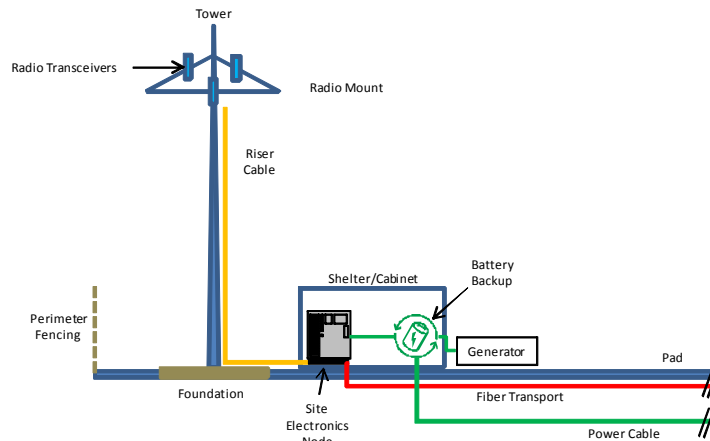 Tower
Radio Transceivers
Radio Mount
Riser
Cable
Battery
Backup
Shelter/Cabinet
Perimeter
Fencing
Generator
Pad
Foundation
Fiber Transport
Site
Electronics
Node
Power Cable